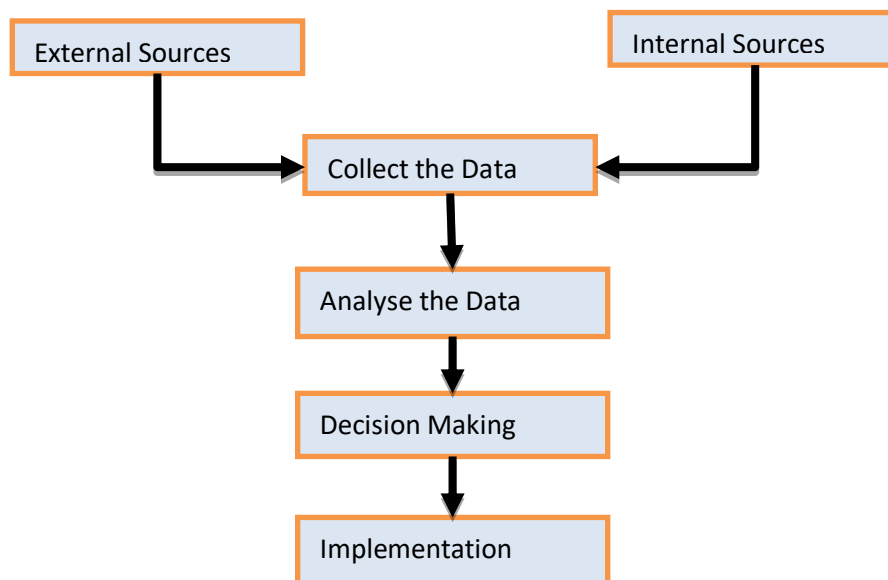 External Sources
Internal Sources
Collect the Data
Analyse the Data
Decision Making
Implementation